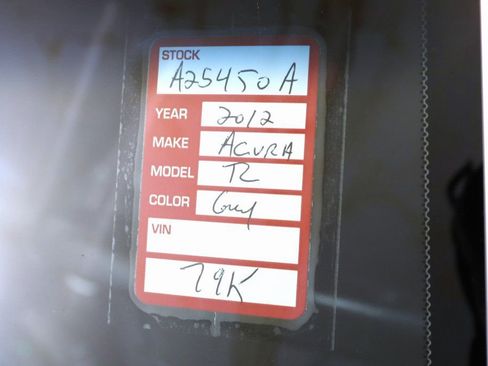 STOCK
A25450A
YEAR 2012
MAKE ACURA
MODEL TL
COLOR Grey
VIN
79K